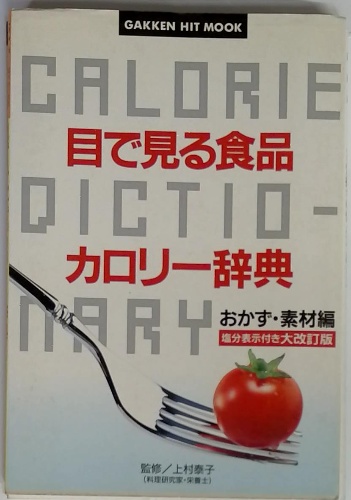 GAKKEN HIT MOOK
CALORIE
目で見る食品
DICTIO-
カロリー辞典
NARY
おかず・素材編
塩分表示付き大改訂版
監修/上村泰子
(料理研究家・栄養士)